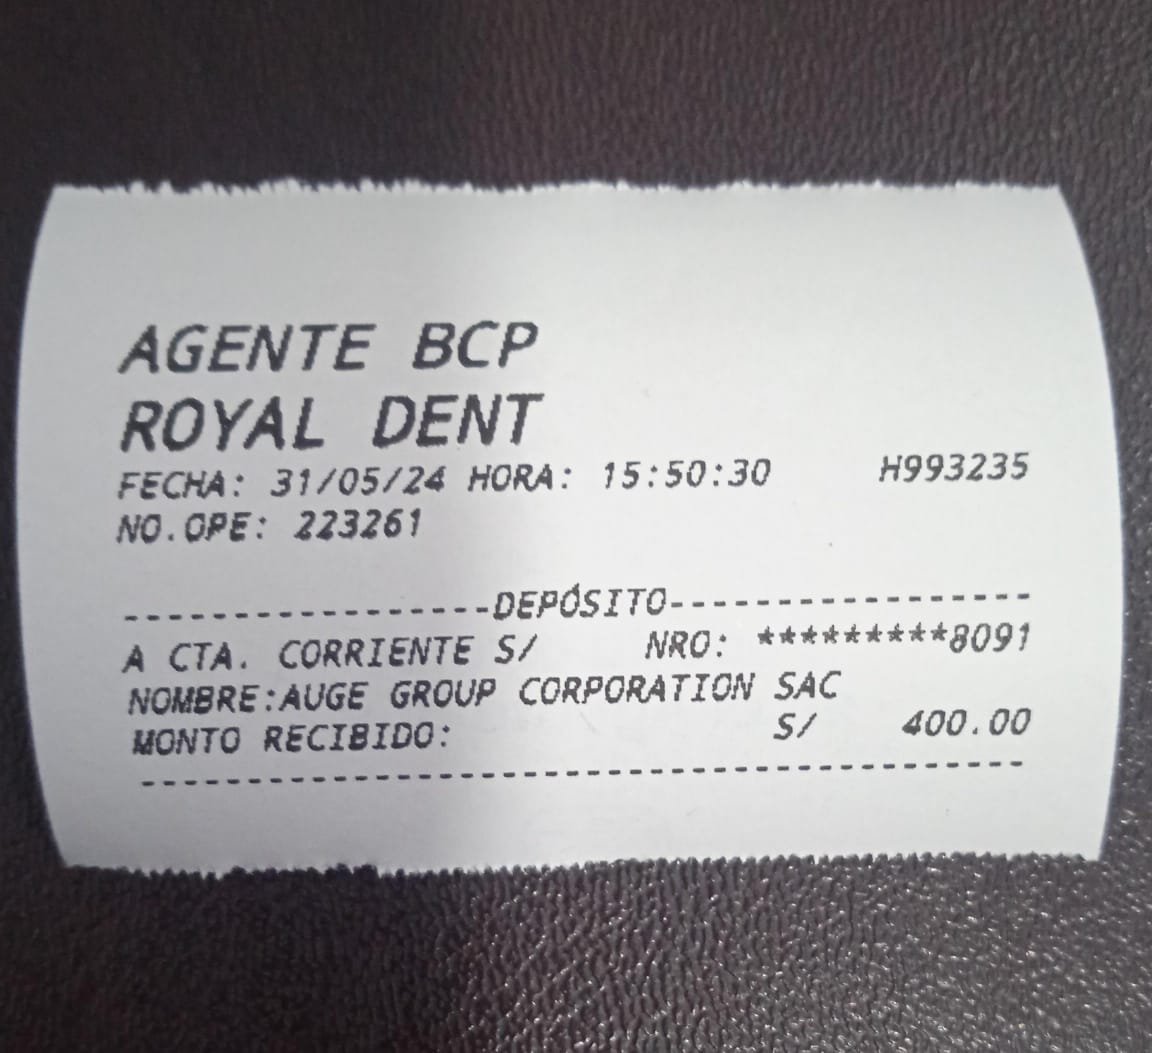 AGENTE BCP
ROYAL DENT
FECHA: 31/05/24 HORA: 15:50:30 H993235
NO.OPE: 223261
-----------------DEPÓSITO-----------------
A CTA. CORRIENTE S/ NRO: *********8091
NOMBRE:AUGE GROUP CORPORATION SAC
MONTO RECIBIDO: S/ 400.00
------------------------------------------